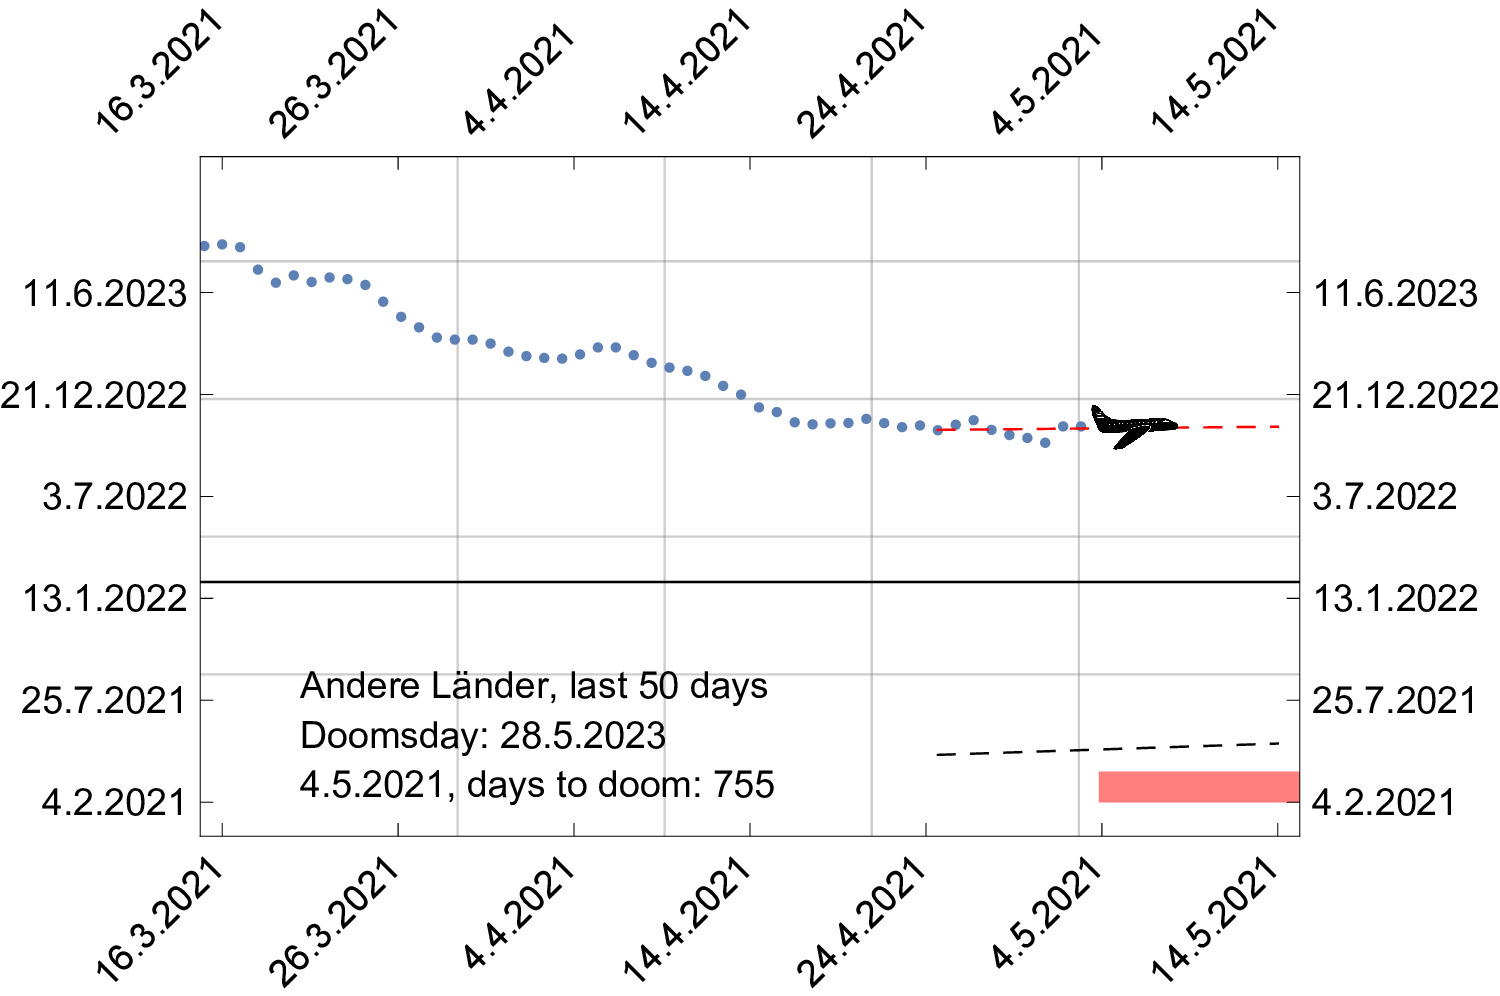 16.3.2021 26.3.2021 4.4.2021 14.4.2021 24.4.2021 4.5.2021 14.5.2021
11.6.2023 11.6.2023
21.12.2022 21.12.2022
3.7.2022 3.7.2022
13.1.2022 13.1.2022
25.7.2021 25.7.2021
4.2.2021 4.2.2021
Andere Länder, last 50 days
Doomsday: 28.5.2023
4.5.2021, days to doom: 755
16.3.2021 26.3.2021 4.4.2021 14.4.2021 24.4.2021 4.5.2021 14.5.2021